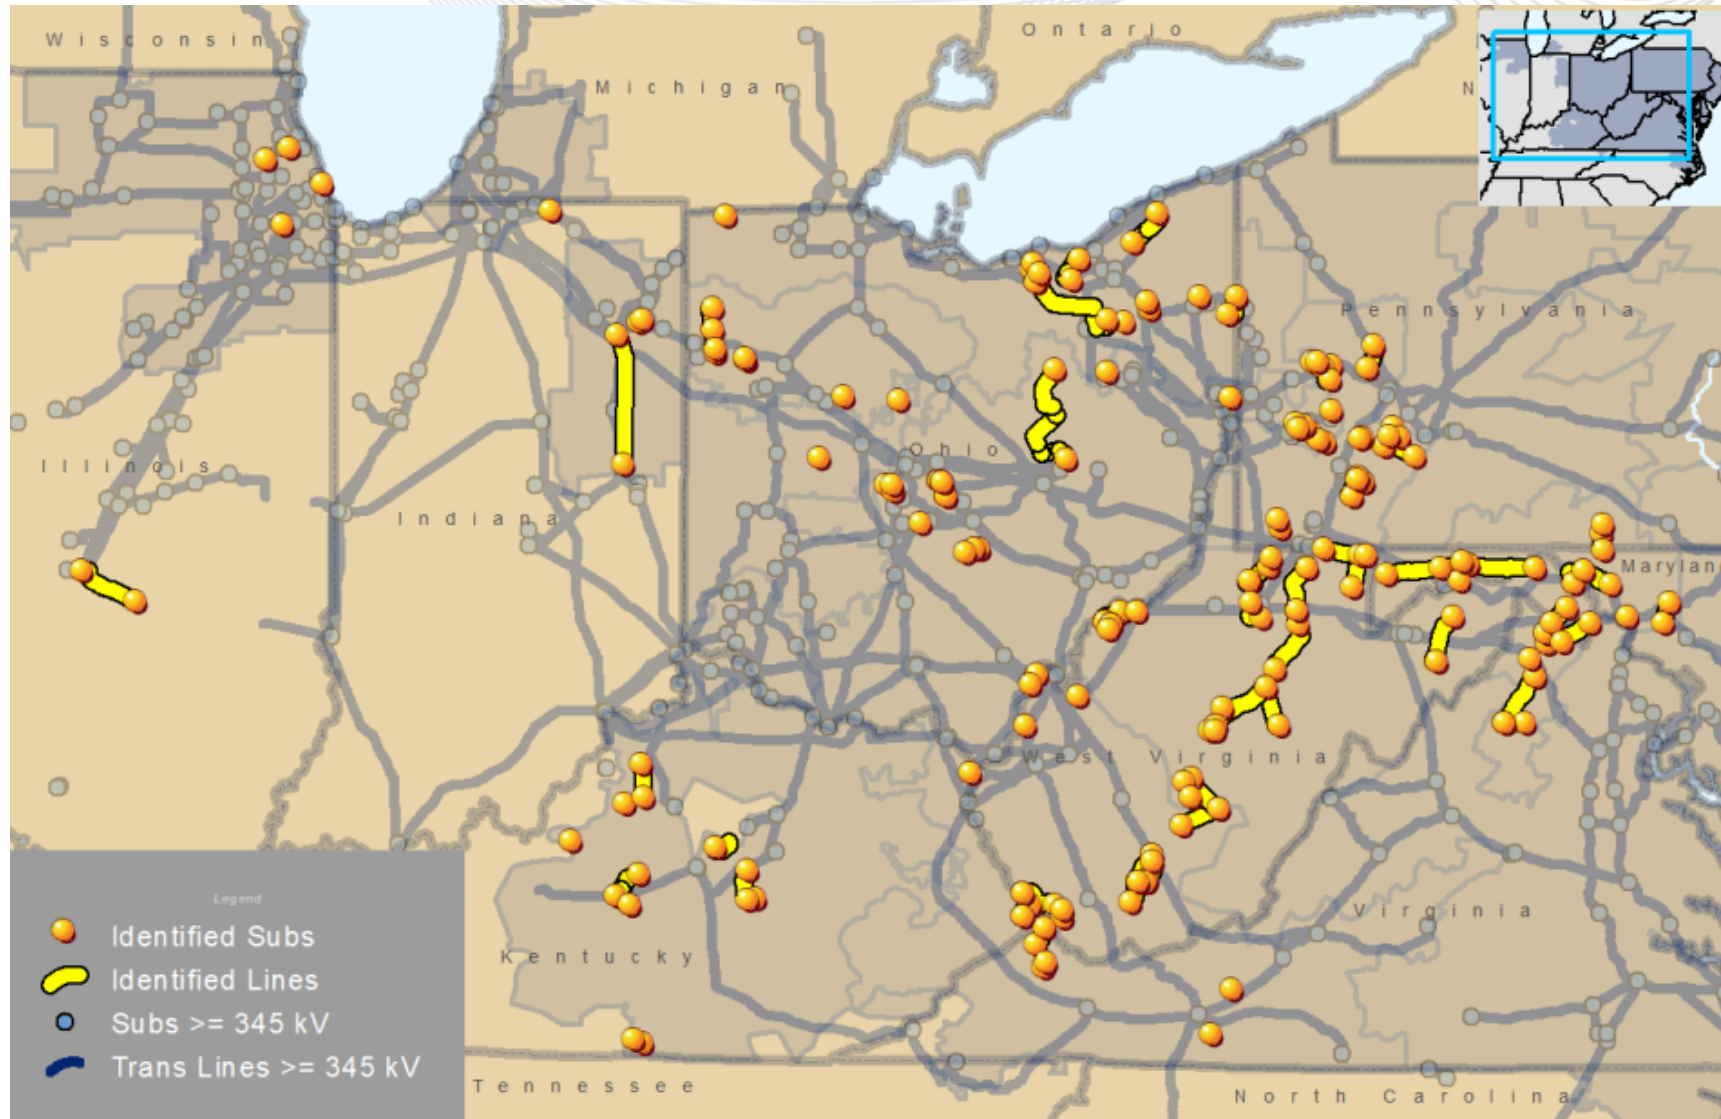 Wisconsin
Ontario
Michigan
N
Pennsylvania
Illinois
Ohio
Indiana
Maryland
West Virginia
Virginia
Kentucky
Tennessee
North Carolina
Legend
Identified Subs
Identified Lines
Subs >= 345 kV
Trans Lines >= 345 kV